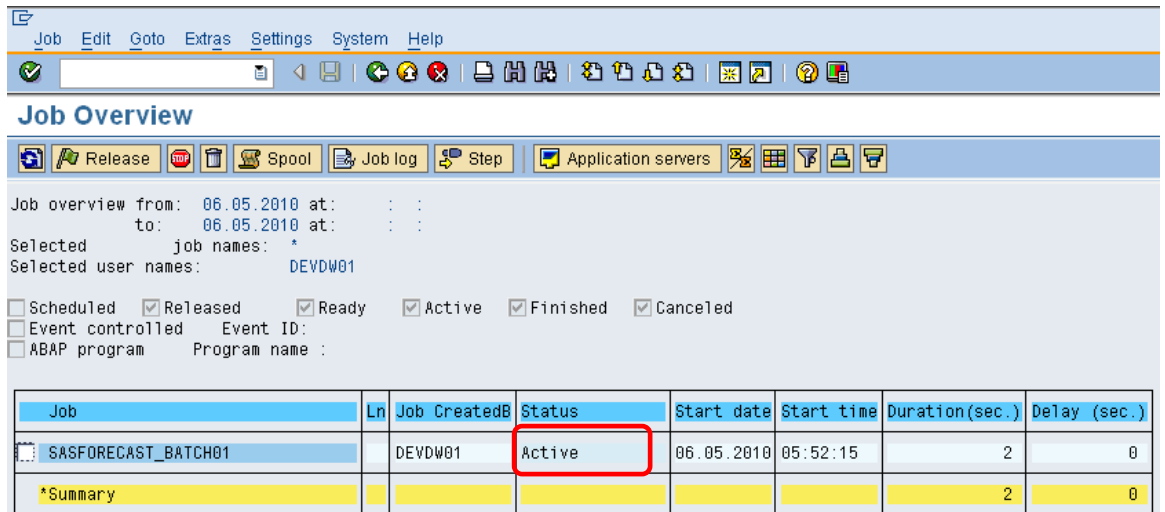 Job Edit Goto Extras Settings System Help
Job Overview
Release STOP Spool Job log Step Application servers
Job overview from: 06.05.2010 at: : :
to: 06.05.2010 at: : :
Selected job names: *
Selected user names: DEVDW01
Scheduled Released Ready Active Finished Canceled
Event controlled Event ID:
ABAP program Program name :
Job Ln Job CreatedB Status Start date Start time Duration(sec.) Delay (sec.)
SASFORECAST_BATCH01 DEVDW01 Active 06.05.2010 05:52:15 2 0
*Summary 2 0